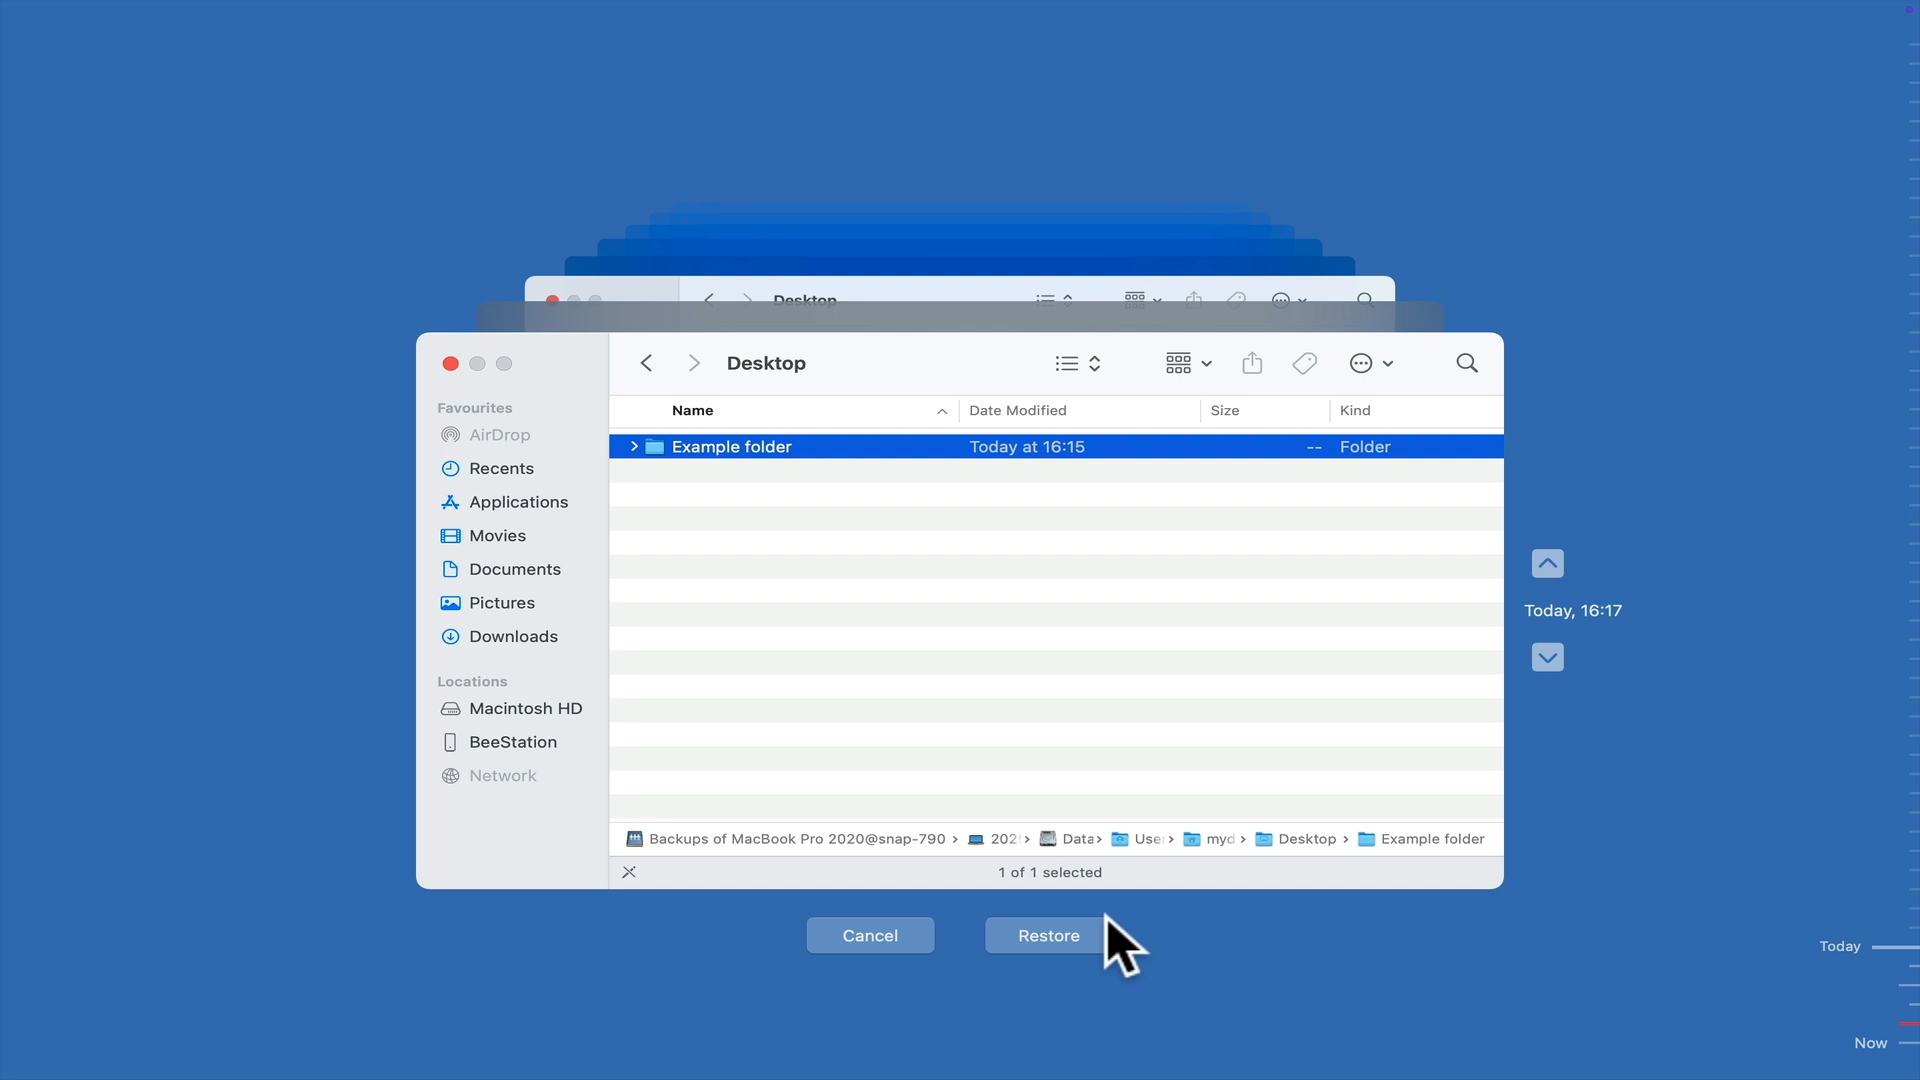 Desktop
Desktop
Favourites
AirDrop
Recents
Applications
Movies
Documents
Pictures
Downloads
Locations
Macintosh HD
BeeStation
Network
Name Date Modified Size Kind
Example folder Today at 16:15 -- Folder
Backups of MacBook Pro 2020@snap-790 › 202 › Data › Use › myd › Desktop › Example folder
1 of 1 selected
Today, 16:17
Cancel Restore
Today
Now